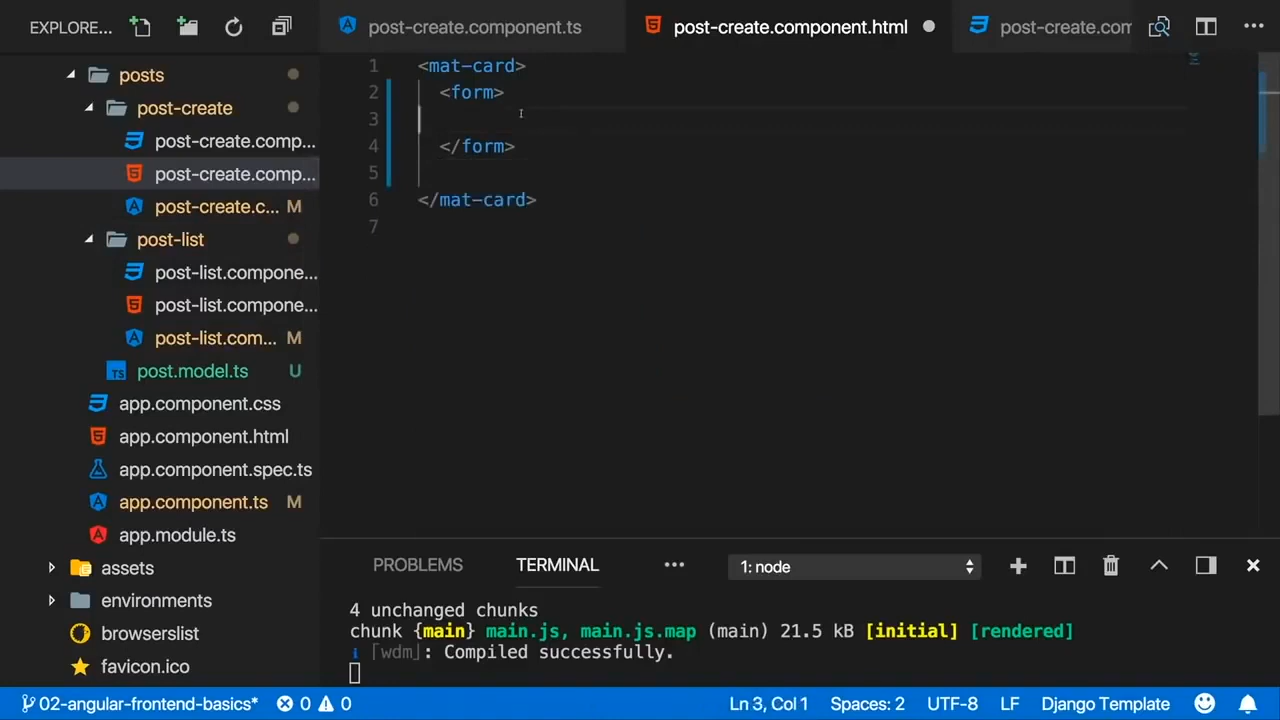 EXPLORE...
post-create.component.ts
post-create.component.html
post-create.com
posts
post-create
post-create.comp...
post-create.comp...
post-create.c... M
post-list
post-list.compone...
post-list.compone...
post-list.com... M
TS post.model.ts U
app.component.css
app.component.html
app.component.spec.ts
app.component.ts M
app.module.ts
assets
environments
browserslist
favicon.ico
1 <mat-card>
2 <form>
3
4 </form>
5
6 </mat-card>
7
PROBLEMS TERMINAL ... 1: node
4 unchanged chunks
chunk {main} main.js, main.js.map (main) 21.5 kB [initial] [rendered]
i ｢wdm｣: Compiled successfully.
02-angular-frontend-basics* 0 0 Ln 3, Col 1 Spaces: 2 UTF-8 LF Django Template